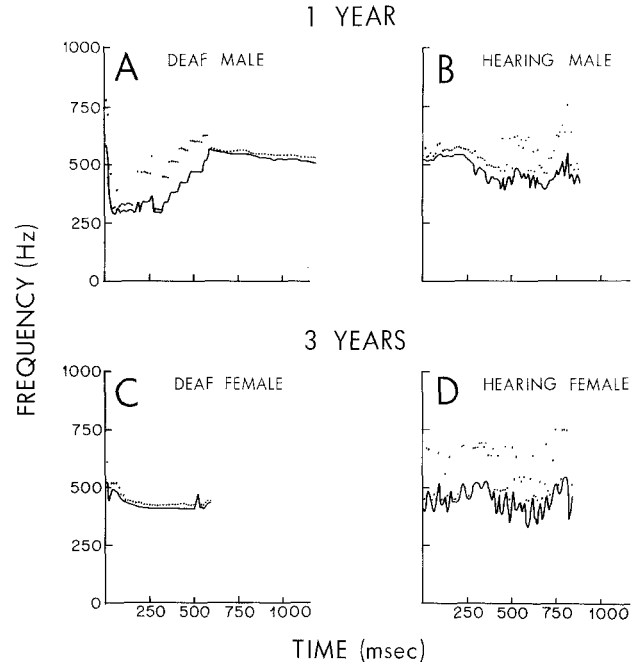 1 YEAR
A DEAF MALE
B HEARING MALE
1000
750
500
250
0
3 YEARS
C DEAF FEMALE
D HEARING FEMALE
1000
750
500
250
0
250 500 750 1000
250 500 750 1000
FREQUENCY (Hz)
TIME (msec)